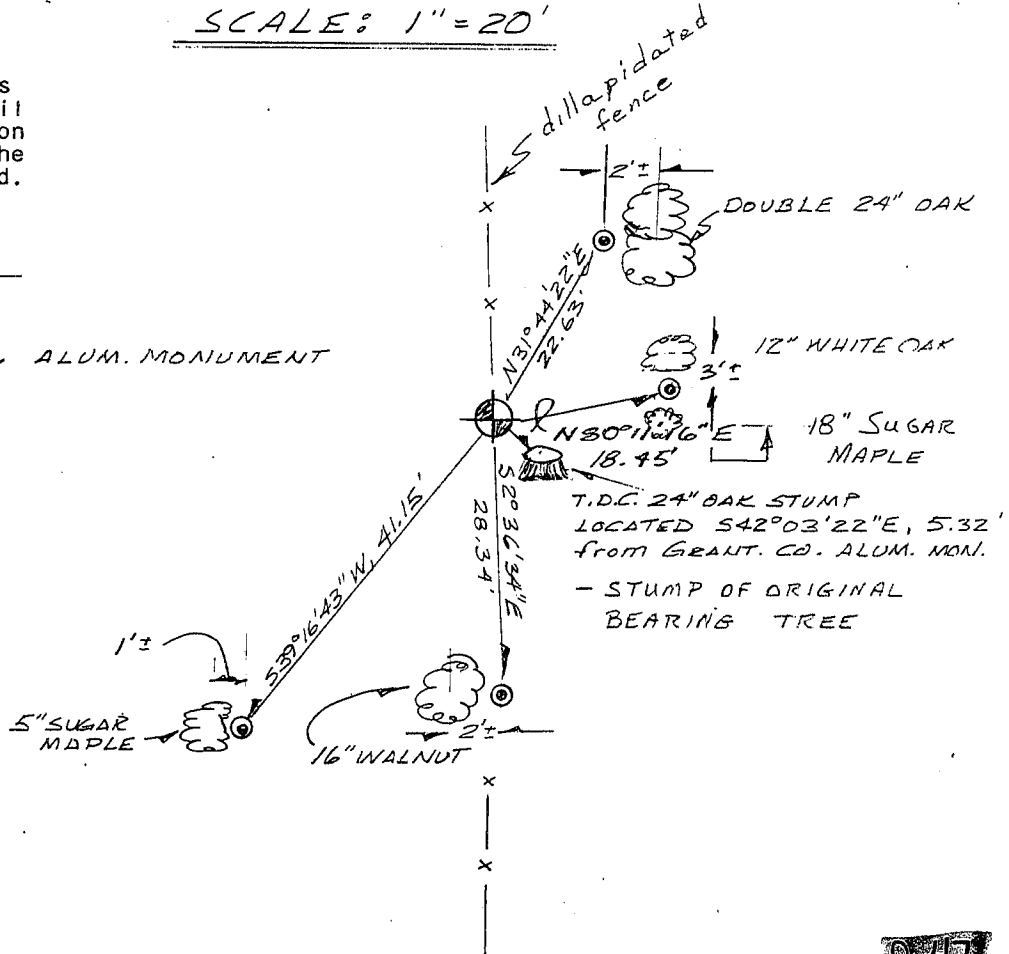 SCALE: 1"=20'
dillapidated
fence
s
il
on
he
d.
2'±
DOUBLE 24" OAK
N31°44'22"E
22.63'
ALUM. MONUMENT
12" WHITE OAK
3'±
18" SUGAR
MAPLE
18.45'
T.D.C. 24" OAK STUMP
LOCATED S42°03'22"E, 5.32'
from GRANT. CO. ALUM. MON.
- STUMP OF ORIGINAL
BEARING TREE
28.34'
S39°16'43"W, 41.15'
1'±
5" SUGAR
MAPLE
16" WALNUT
2'±